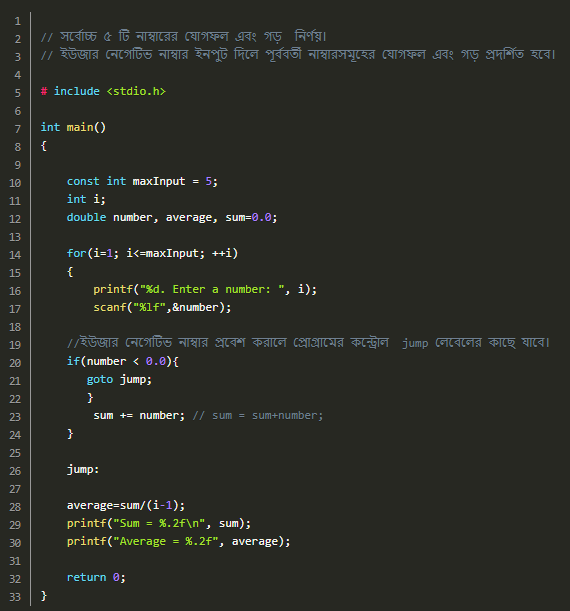 1
2 // সর্বোচ্চ ৫ টি নাম্বারের যোগফল এবং গড় নির্ণয়।
3 // ইউজার নেগেটিভ নাম্বার ইনপুট দিলে পূর্ববর্তী নাম্বারসমূহের যোগফল এবং গড় প্রদর্শিত হবে।
4
5 # include <stdio.h>
6
7 int main()
8 {
9
10 const int maxInput = 5;
11 int i;
12 double number, average, sum=0.0;
13
14 for(i=1; i<=maxInput; ++i)
15 {
16 printf("%d. Enter a number: ", i);
17 scanf("%lf",&number);
18
19 //ইউজার নেগেটিভ নাম্বার প্রবেশ করালে প্রোগ্রামের কন্ট্রোল jump লেবেলের কাছে যাবে।
20 if(number < 0.0){
21 goto jump;
22 }
23 sum += number; // sum = sum+number;
24 }
25
26 jump:
27
28 average=sum/(i-1);
29 printf("Sum = %.2f\n", sum);
30 printf("Average = %.2f", average);
31
32 return 0;
33 }